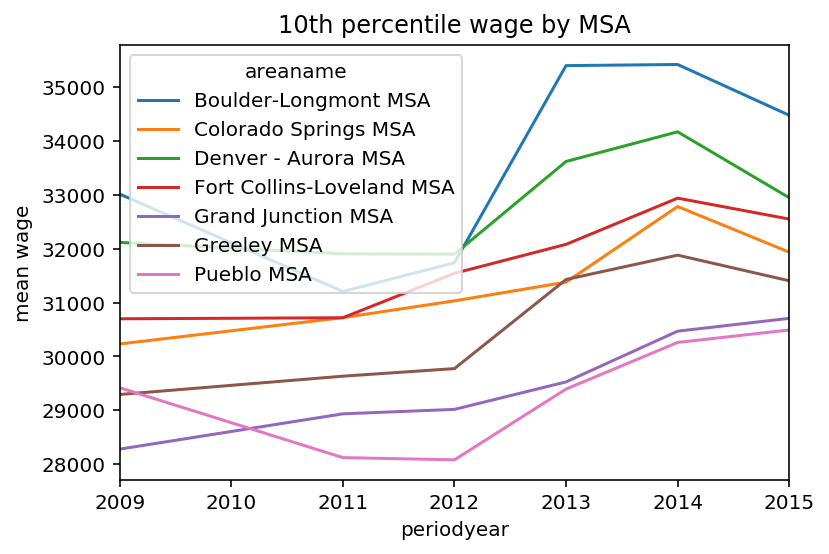 10th percentile wage by MSA
areaname
Boulder-Longmont MSA
Colorado Springs MSA
Denver - Aurora MSA
Fort Collins-Loveland MSA
Grand Junction MSA
Greeley MSA
Pueblo MSA
mean wage
35000
34000
33000
32000
31000
30000
29000
28000
2009 2010 2011 2012 2013 2014 2015
periodyear